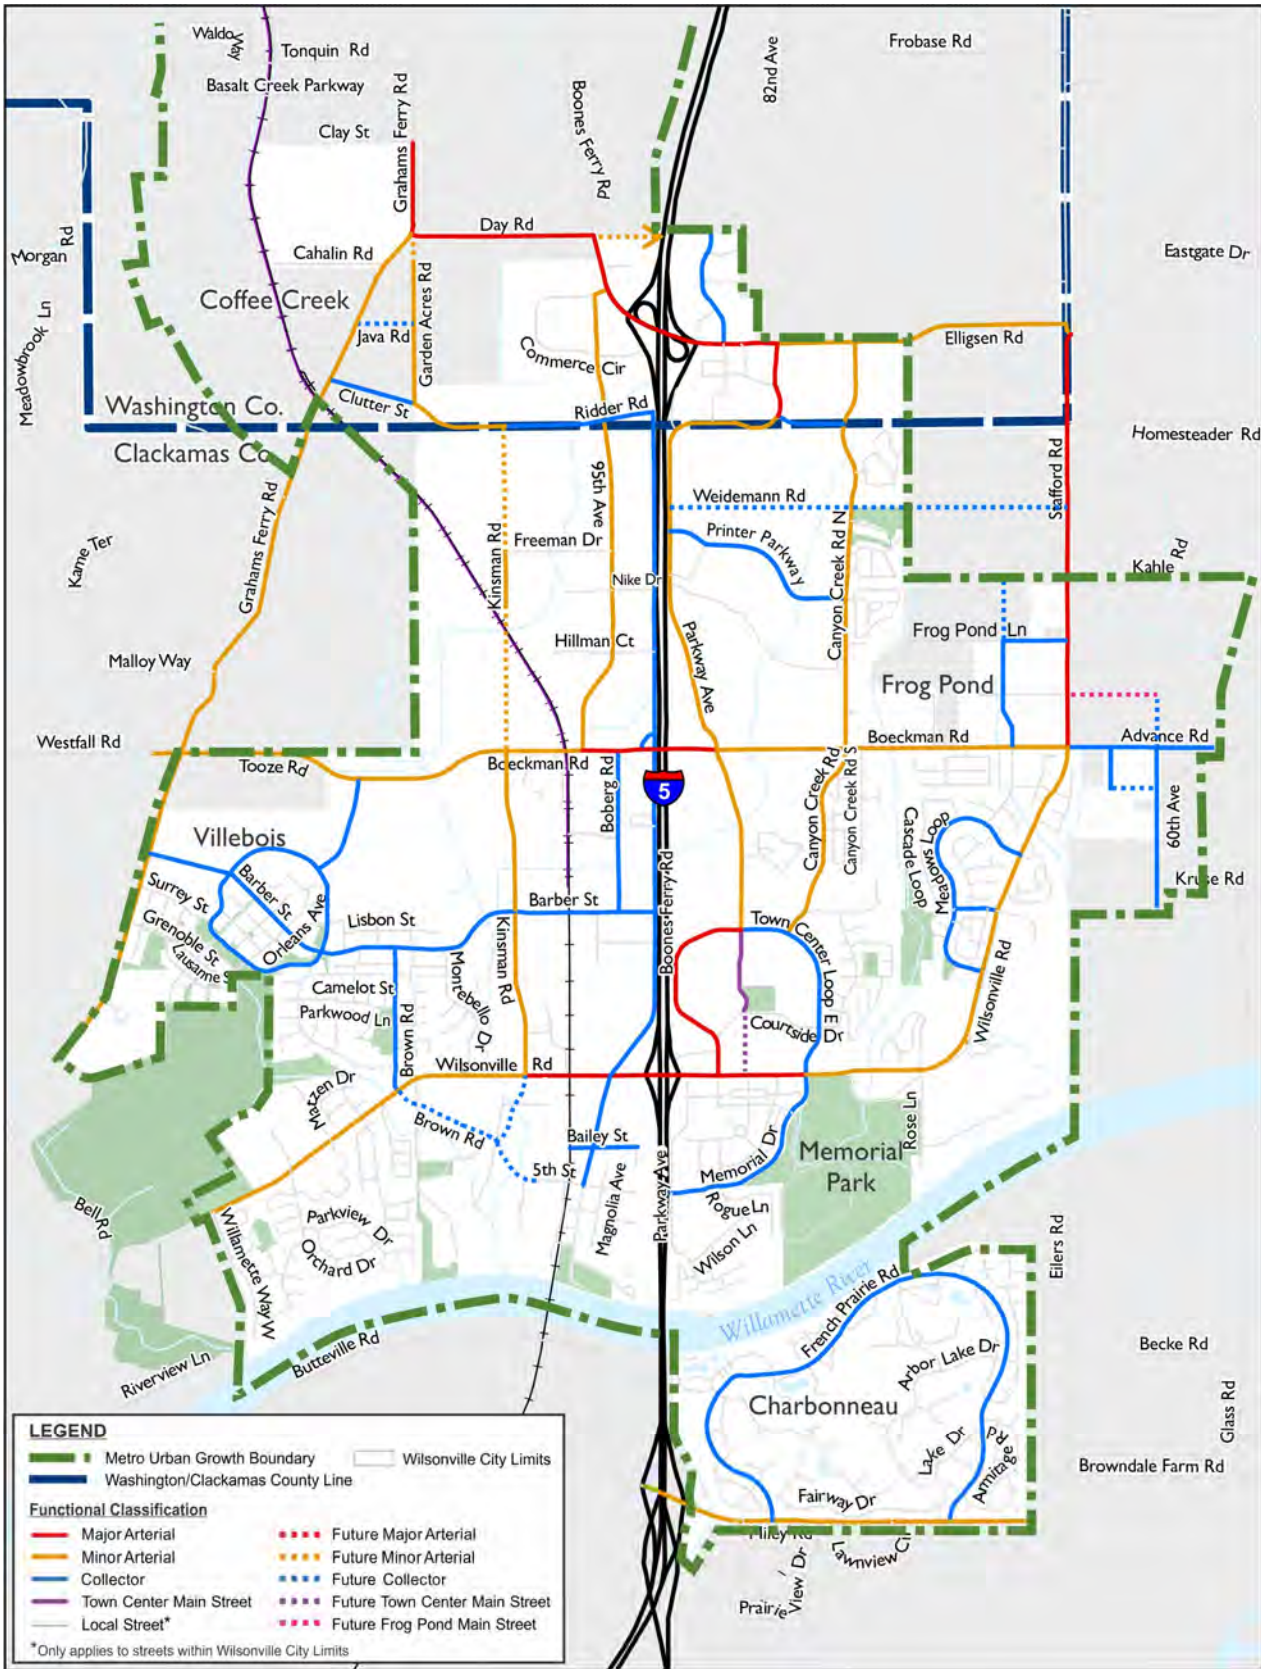 Waldo Way
Tonquin Rd
Basalt Creek Parkway
Clay St
Grahams Ferry Rd
Boones Ferry Rd
82nd Ave
Frobase Rd
Morgan Rd
Cahalin Rd
Day Rd
Eastgate Dr
Coffee Creek
Meadowbrook Ln
Java Rd
Garden Acres Rd
Commerce Cir
Elligsen Rd
Washington Co.
Clutter St
Ridder Rd
Clackamas Co
Homesteader Rd
Stafford Rd
95th Ave
Weidemann Rd
Grahams Ferry Rd
Kinsman Rd
Freeman Dr
Printer Parkway
Canyon Creek Rd N
Kame Ter
Nike Dr
Kahle Rd
Malloy Way
Hillman Ct
Parkway Ave
Frog Pond Ln
Frog Pond
Westfall Rd
Tooze Rd
Boeckman Rd
Boeckman Rd
Advance Rd
Boberg Rd
5
Canyon Creek Rd
Canyon Creek Rd S
Cascade Loop
Meadows Loop
60th Ave
Villebois
Kruse Rd
Surrey St
Barber St
Grenoble St
Lausanne S
Orleans Ave
Lisbon St
Barber St
Boones Ferry Rd
Town Center Loop E
Camelot St
Parkwood Ln
Brown Rd
Montebello Dr
Kinsman Rd
Courtside Dr
Wilsonville Rd
Wilsonville Rd
Matzen Dr
Brown Rd
Bailey St
5th St
Memorial Dr
Memorial
Park
Rose Ln
Bell Rd
Willamette Way W
Parkview Dr
Orchard Dr
Magnolia Ave
Parkway Ave
Rogue Ln
Wilson Ln
Eilers Rd
Willamette River
French Prairie Rd
Riverview Ln
Butteville Rd
Arbor Lake Dr
Becke Rd
Charbonneau
Glass Rd
Lake Dr
Armitage Rd
Browndale Farm Rd
Fairway Dr
Miley Rd
Lawnview Cir
Prairie View Dr
LEGEND
Metro Urban Growth Boundary
Wilsonville City Limits
Washington/Clackamas County Line
Functional Classification
Major Arterial
Future Major Arterial
Minor Arterial
Future Minor Arterial
Collector
Future Collector
Town Center Main Street
Future Town Center Main Street
Local Street*
Future Frog Pond Main Street
*Only applies to streets within Wilsonville City Limits